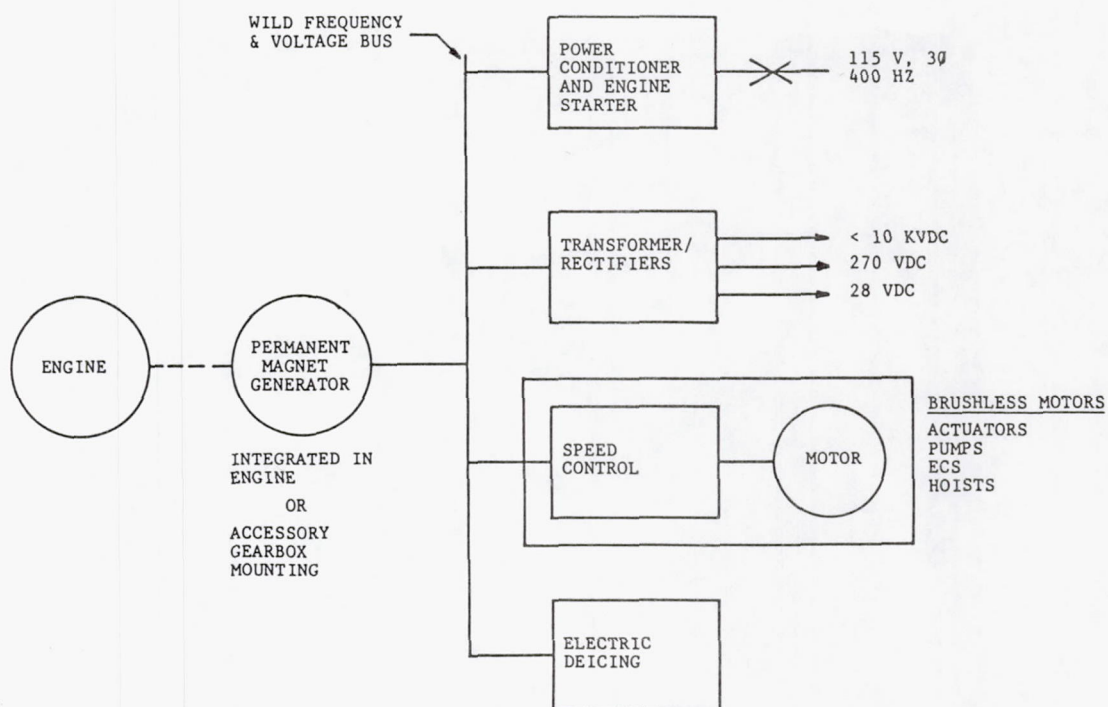 WILD FREQUENCY
& VOLTAGE BUS
POWER
CONDITIONER
AND ENGINE
STARTER
115 V, 3Ø
400 HZ
TRANSFORMER/
RECTIFIERS
< 10 KVDC
270 VDC
28 VDC
ENGINE
PERMANENT
MAGNET
GENERATOR
INTEGRATED IN
ENGINE
OR
ACCESSORY
GEARBOX
MOUNTING
SPEED
CONTROL
MOTOR
BRUSHLESS MOTORS
ACTUATORS
PUMPS
ECS
HOISTS
ELECTRIC
DEICING